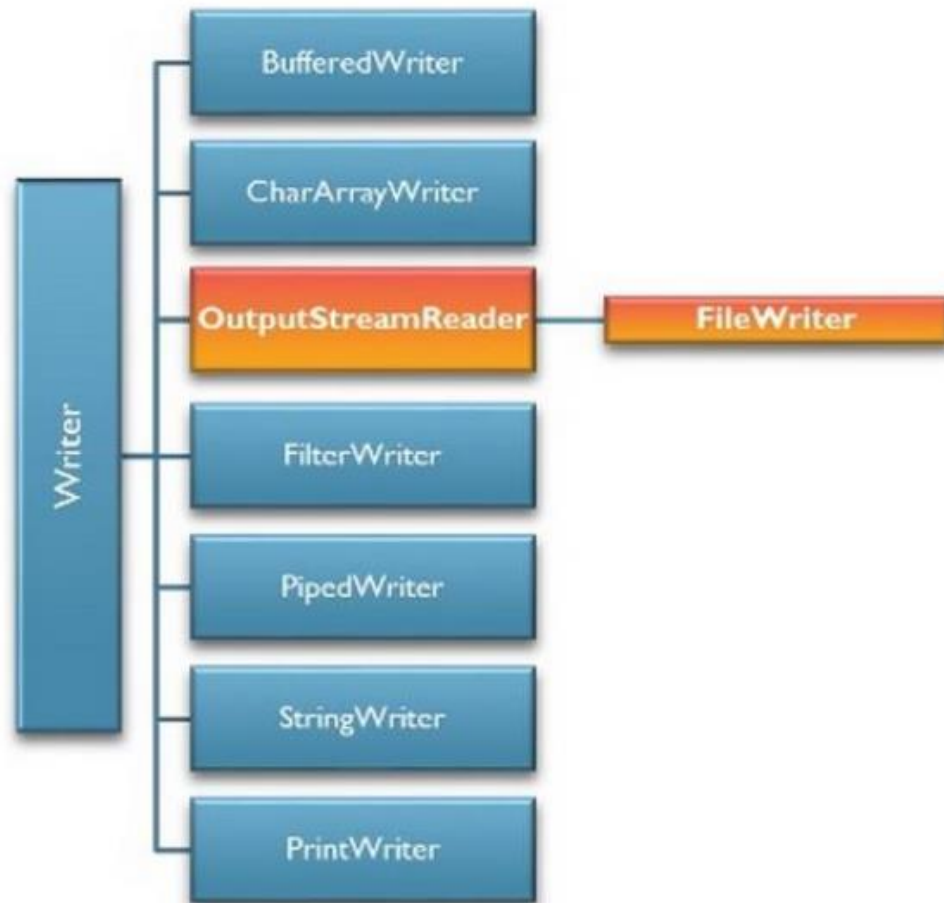 Writer
BufferedWriter
CharArrayWriter
OutputStreamReader
FileWriter
FilterWriter
PipedWriter
StringWriter
PrintWriter